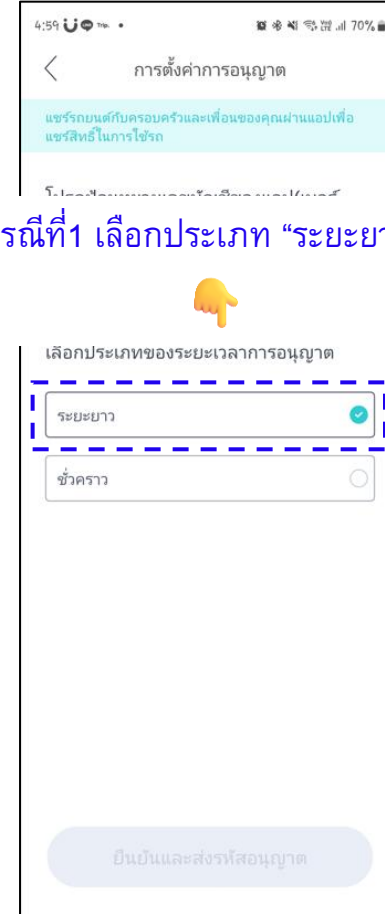 4:59
70%
การตั้งค่าการอนุญาต
แชร์รถยนต์กับครอบครัวและเพื่อนของคุณผ่านแอปเพื่อ
แชร์สิทธิ์ในการใช้รถ
รณีที่1 เลือกประเภท “ระยะยา
เลือกประเภทของระยะเวลาการอนุญาต
ระยะยาว
ชั่วคราว
ยืนยันและส่งรหัสอนุญาต